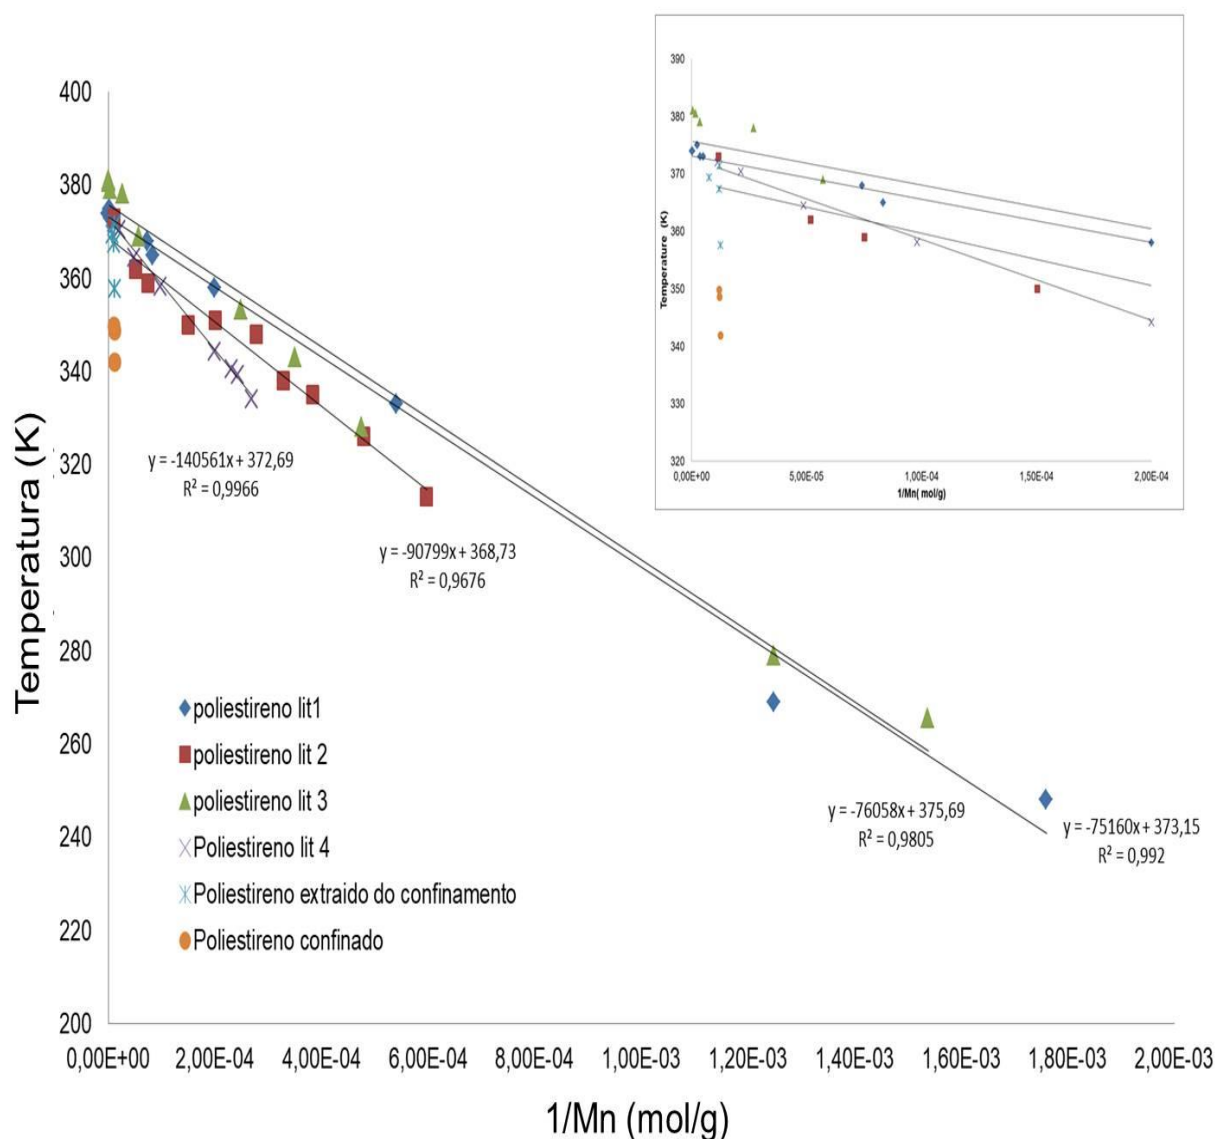 400
380
360
340
320
300
280
260
240
220
200
Temperatura (K)
0,00E+00 2,00E-04 4,00E-04 6,00E-04 8,00E-04 1,00E-03 1,20E-03 1,40E-03 1,60E-03 1,80E-03 2,00E-03
1/Mn (mol/g)
y = -140561x + 372,69
R² = 0,9966
y = -90799x + 368,73
R² = 0,9676
y = -76058x + 375,69
R² = 0,9805
y = -75160x + 373,15
R² = 0,992
poliestireno lit1
poliestireno lit 2
poliestireno lit 3
Poliestireno lit 4
Poliestireno extraido do confinamento
Poliestireno confinado
390
380
370
360
350
340
330
320
Temperature (K)
0,00E+00 5,00E-05 1,00E-04 1,50E-04 2,00E-04
1/Mn( mol/g)